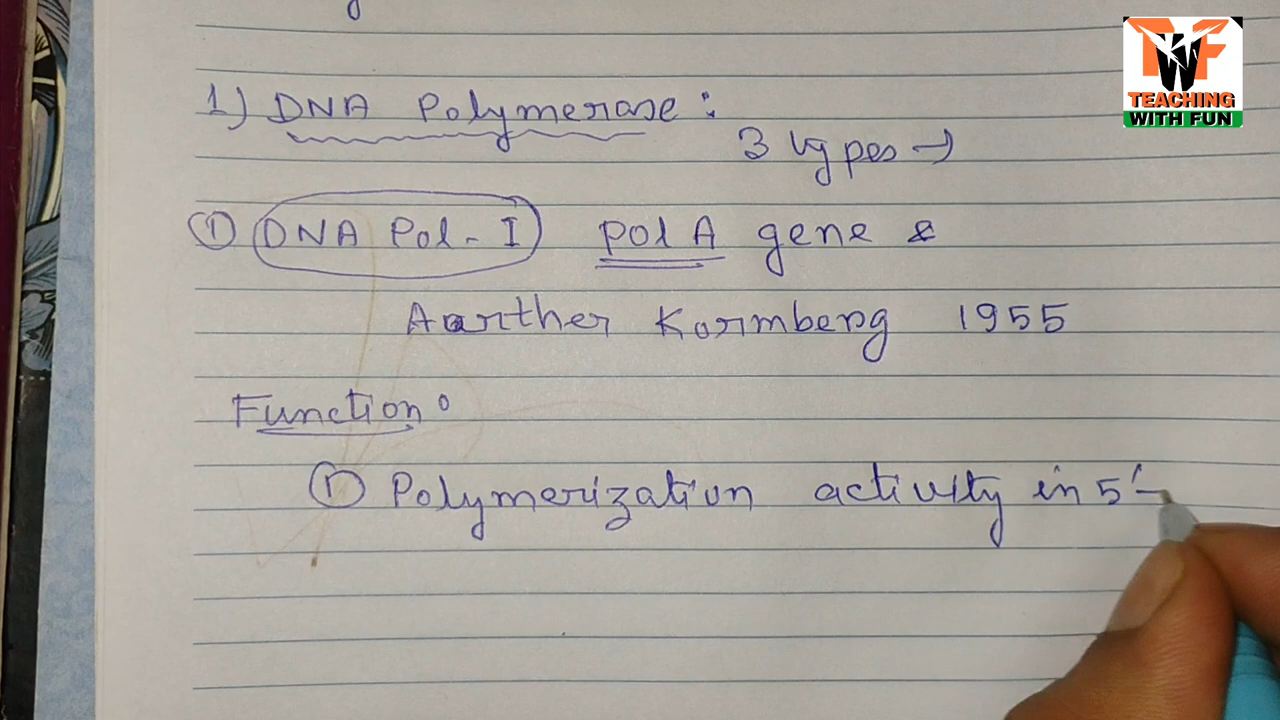 1) DNA Polymerase :
3 types →
① DNA Pol - I pol A gene &
Aarther Kormberg 1955
Function :
① Polymerization activity in 5' -
TWF
TEACHING
WITH FUN